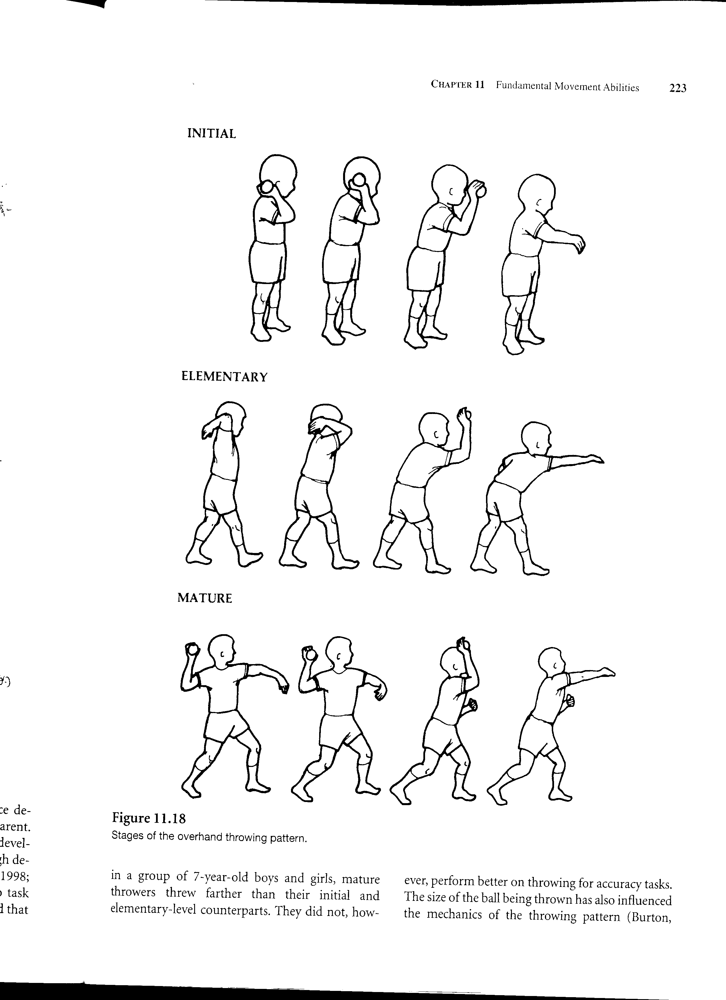 CHAPTER 11 Fundamental Movement Abilities 223
INITIAL
ELEMENTARY
MATURE
Figure 11.18
Stages of the overhand throwing pattern.
in a group of 7-year-old boys and girls, mature
throwers threw farther than their initial and
elementary-level counterparts. They did not, how-
ever, perform better on throwing for accuracy tasks.
The size of the ball being thrown has also influenced
the mechanics of the throwing pattern (Burton,
de-
arent.
devel-
de-
1998;
task
that